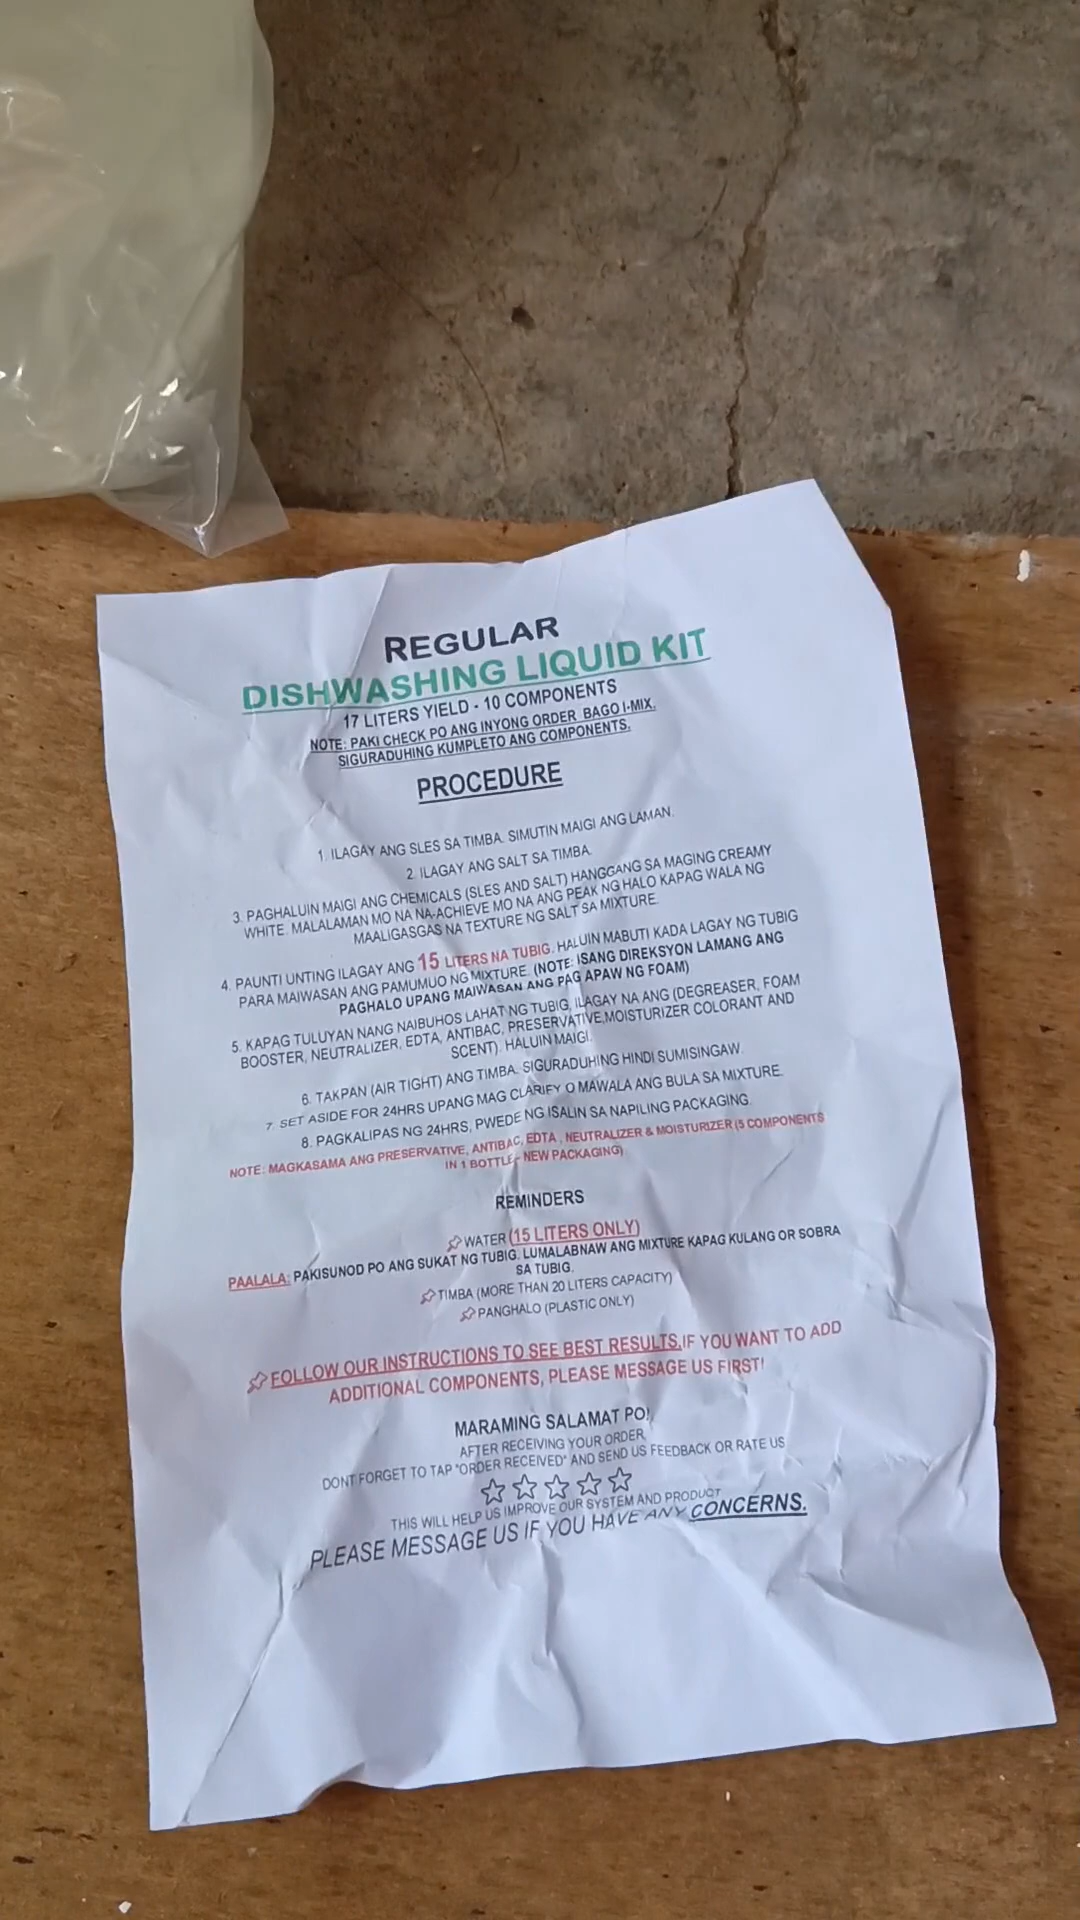 REGULAR
DISHWASHING LIQUID KIT
17 LITERS YIELD - 10 COMPONENTS
NOTE: PAKI CHECK PO ANG INYONG ORDER BAGO I-MIX.
SIGURADUHING KUMPLETO ANG COMPONENTS.
PROCEDURE
1. ILAGAY ANG SLES SA TIMBA. SIMUTIN MAIGI ANG LAMAN.
2. ILAGAY ANG SALT SA TIMBA.
3. PAGHALUIN MAIGI ANG CHEMICALS (SLES AND SALT) HANGGANG SA MAGING CREAMY
WHITE. MALALAMAN MO NA NA-ACHIEVE MO NA ANG PEAK NG HALO KAPAG WALA NG
MAALIGASGAS NA TEXTURE NG SALT SA MIXTURE.
4. PAUNTI UNTING ILAGAY ANG 15 LITERS NA TUBIG. HALUIN MABUTI KADA LAGAY NG TUBIG
PARA MAIWASAN ANG PAMUMUO NG MIXTURE. (NOTE: ISANG DIREKSYON LAMANG ANG
PAGHALO UPANG MAIWASAN ANG PAG APAW NG FOAM)
5. KAPAG TULUYAN NANG NAIBUHOS LAHAT NG TUBIG, ILAGAY NA ANG (DEGREASER, FOAM
BOOSTER, NEUTRALIZER, EDTA, ANTIBAC, PRESERVATIVE,MOISTURIZER COLORANT AND
SCENT). HALUIN MAIGI.
6. TAKPAN (AIR TIGHT) ANG TIMBA. SIGURADUHING HINDI SUMISINGAW.
7. SET ASIDE FOR 24HRS UPANG MAG CLARIFY O MAWALA ANG BULA SA MIXTURE.
8. PAGKALIPAS NG 24HRS, PWEDE NG ISALIN SA NAPILING PACKAGING.
NOTE: MAGKASAMA ANG PRESERVATIVE, ANTIBAC, EDTA , NEUTRALIZER & MOISTURIZER (5 COMPONENTS
IN 1 BOTTLE - NEW PACKAGING)
REMINDERS
WATER (15 LITERS ONLY)
PAALALA: PAKISUNOD PO ANG SUKAT NG TUBIG. LUMALABNAW ANG MIXTURE KAPAG KULANG OR SOBRA
SA TUBIG.
TIMBA (MORE THAN 20 LITERS CAPACITY)
PANGHALO (PLASTIC ONLY)
FOLLOW OUR INSTRUCTIONS TO SEE BEST RESULTS.IF YOU WANT TO ADD
ADDITIONAL COMPONENTS, PLEASE MESSAGE US FIRST!
MARAMING SALAMAT PO!
AFTER RECEIVING YOUR ORDER,
DONT FORGET TO TAP "ORDER RECEIVED" AND SEND US FEEDBACK OR RATE US
THIS WILL HELP US IMPROVE OUR SYSTEM AND PRODUCT
PLEASE MESSAGE US IF YOU HAVE ANY CONCERNS.